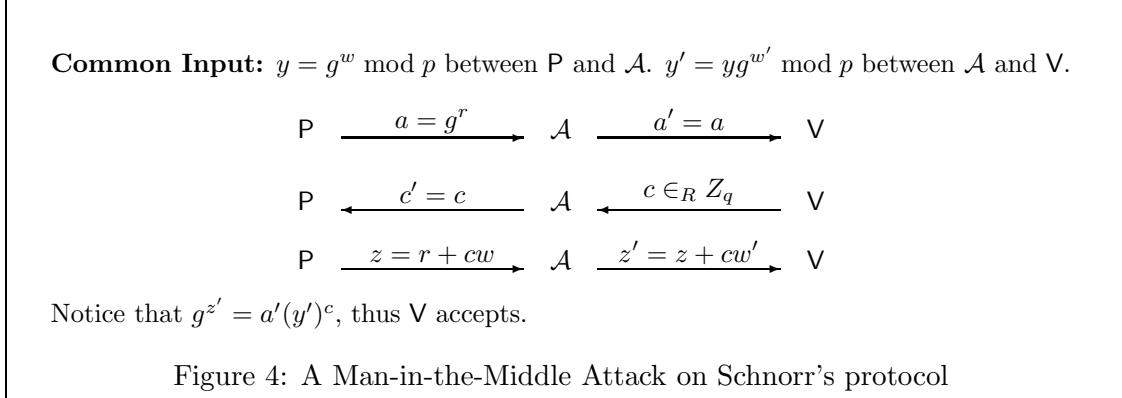 Common Input: y = g^w mod p between P and 𝒜. y′ = yg^{w′} mod p between 𝒜 and V.
P a = g^r 𝒜 a′ = a V
P c′ = c 𝒜 c ∈_R Z_q V
P z = r + cw 𝒜 z′ = z + cw′ V
Notice that g^{z′} = a′(y′)^c, thus V accepts.
Figure 4: A Man-in-the-Middle Attack on Schnorr's protocol